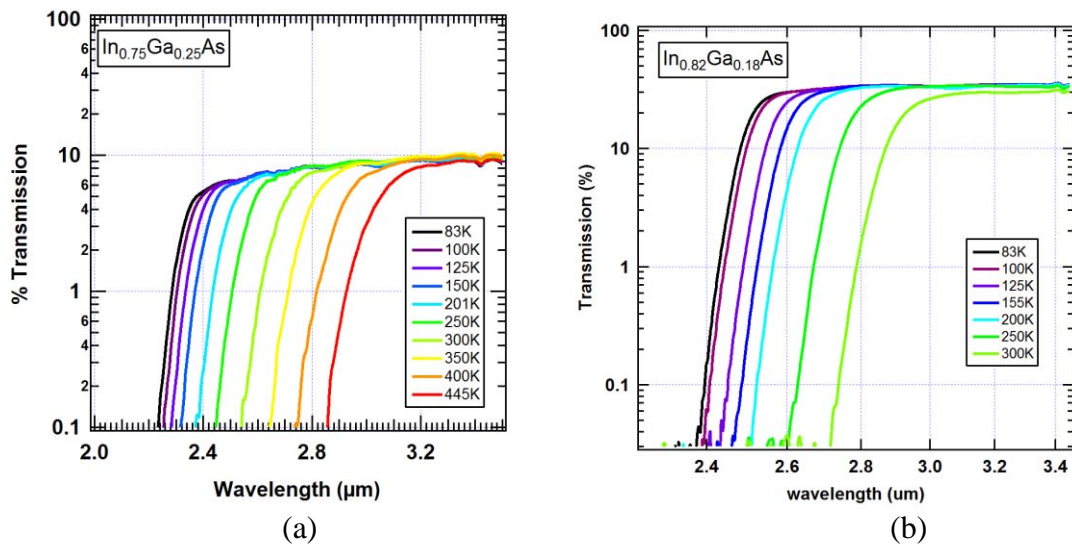 In0.75Ga0.25As
% Transmission
100
6
4
2
10
8
6
4
2
1
8
6
4
2
0.1
83K
100K
125K
150K
201K
250K
300K
350K
400K
445K
2.0
2.4
2.8
3.2
Wavelength (µm)
(a)
In0.82Ga0.18As
Transmission (%)
100
10
1
0.1
83K
100K
125K
155K
200K
250K
300K
2.4
2.6
2.8
3.0
3.2
3.4
wavelength (um)
(b)